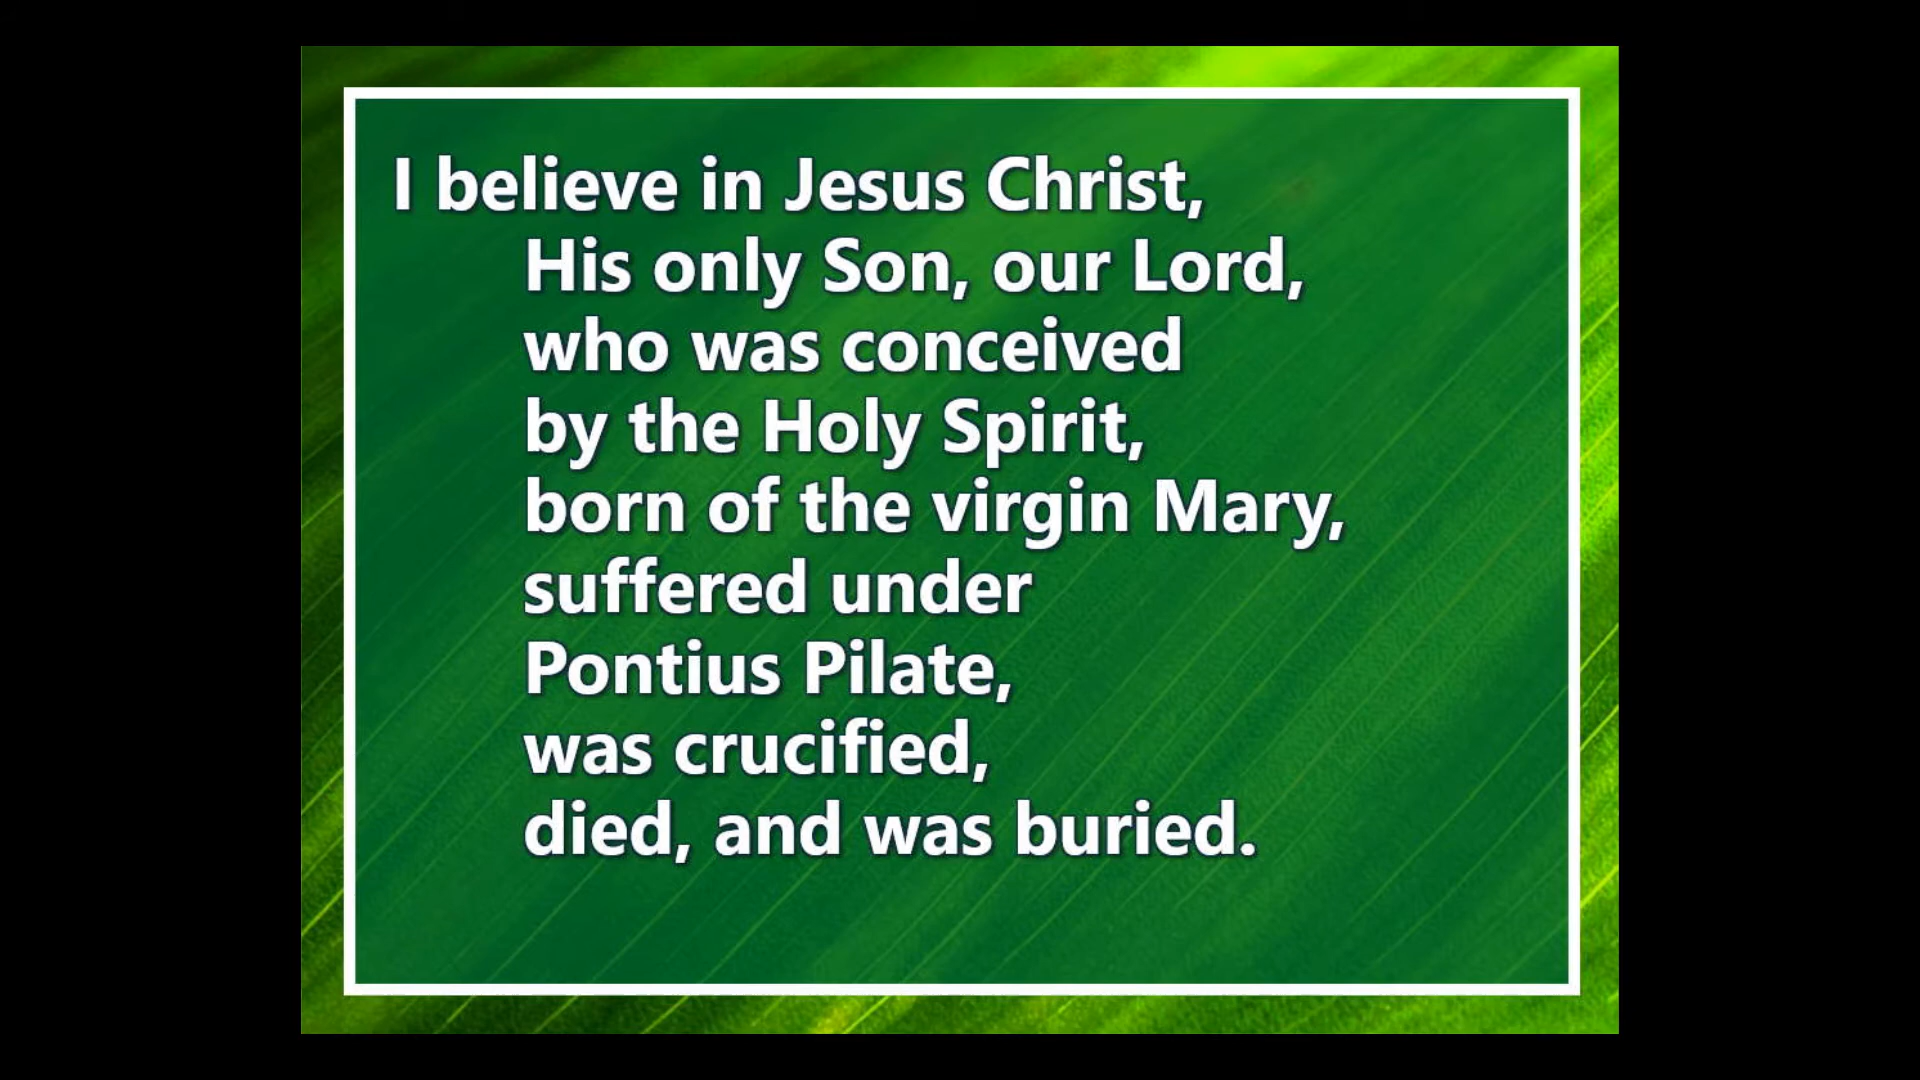 I believe in Jesus Christ,
His only Son, our Lord,
who was conceived
by the Holy Spirit,
born of the virgin Mary,
suffered under
Pontius Pilate,
was crucified,
died, and was buried.